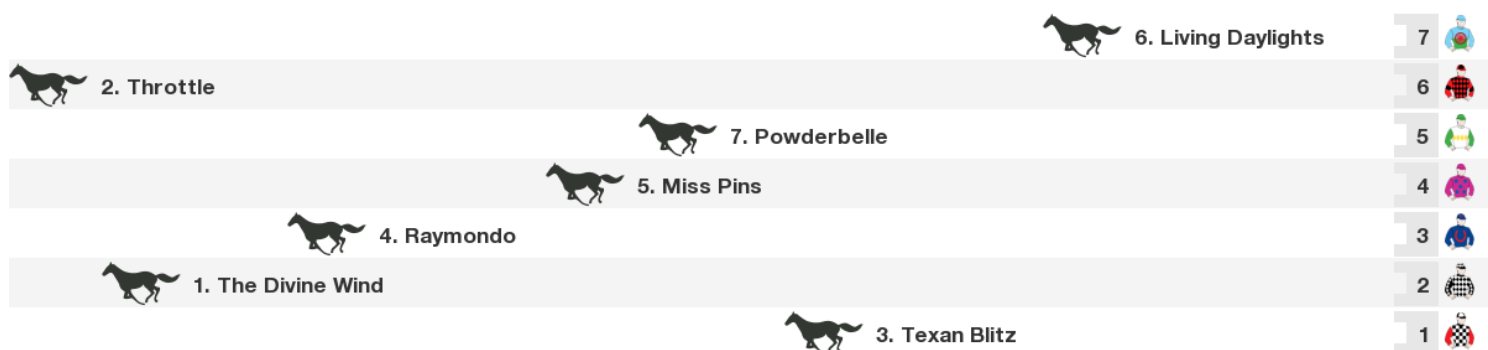 6. Living Daylights 7
2. Throttle 6
7. Powderbelle 5
5. Miss Pins 4
4. Raymondo 3
1. The Divine Wind 2
3. Texan Blitz 1